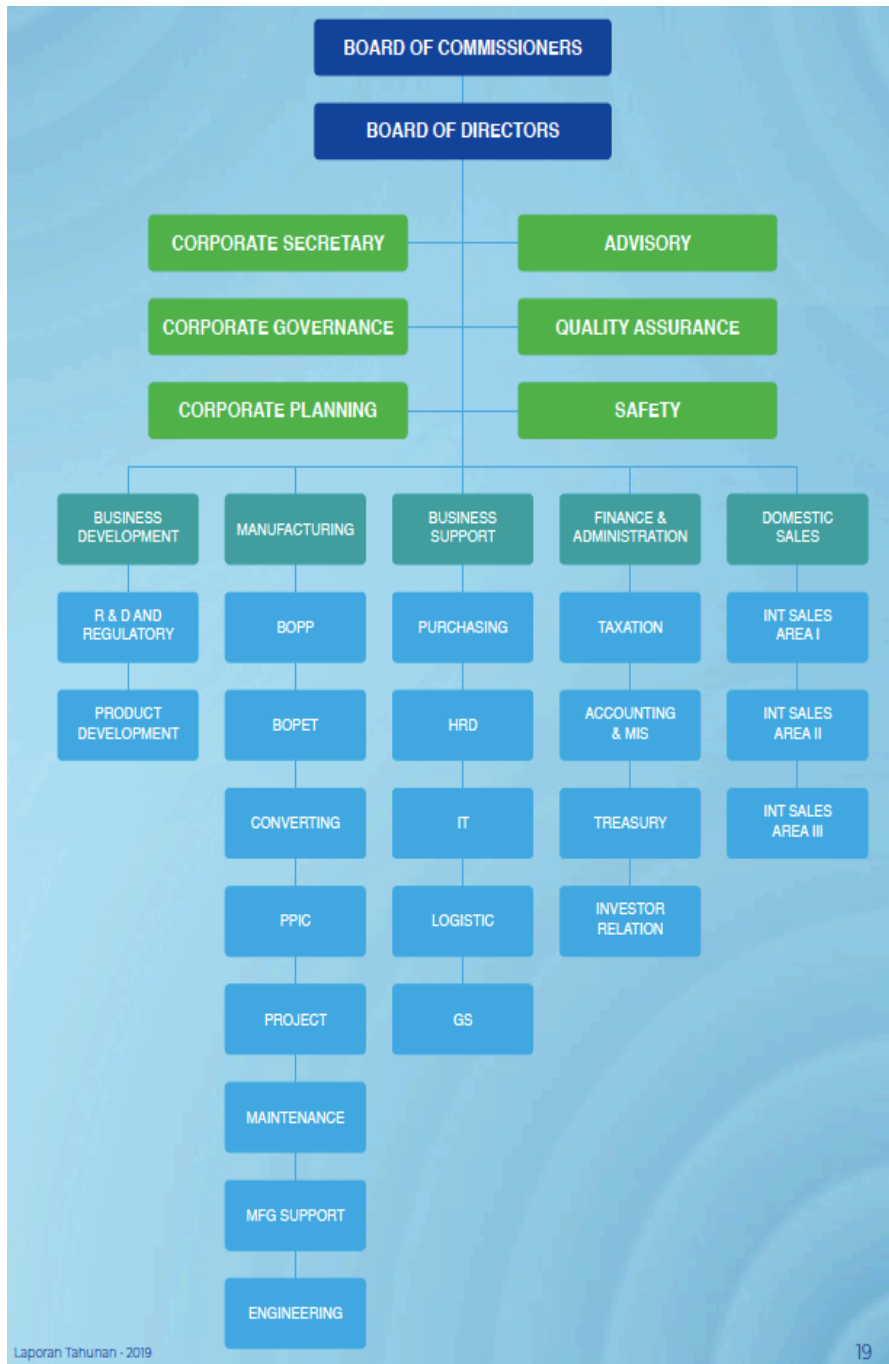 BOARD OF COMMISSIONERS
BOARD OF DIRECTORS
CORPORATE SECRETARY
ADVISORY
CORPORATE GOVERNANCE
QUALITY ASSURANCE
CORPORATE PLANNING
SAFETY
BUSINESS
DEVELOPMENT
MANUFACTURING
BUSINESS
SUPPORT
FINANCE &
ADMINISTRATION
DOMESTIC
SALES
R & D AND
REGULATORY
BOPP
PURCHASING
TAXATION
INT SALES
AREA I
PRODUCT
DEVELOPMENT
BOPET
HRD
ACCOUNTING
& MIS
INT SALES
AREA II
CONVERTING
IT
TREASURY
INT SALES
AREA III
PPIC
LOGISTIC
INVESTOR
RELATION
PROJECT
GS
MAINTENANCE
MFG SUPPORT
ENGINEERING
Laporan Tahunan - 2019
19